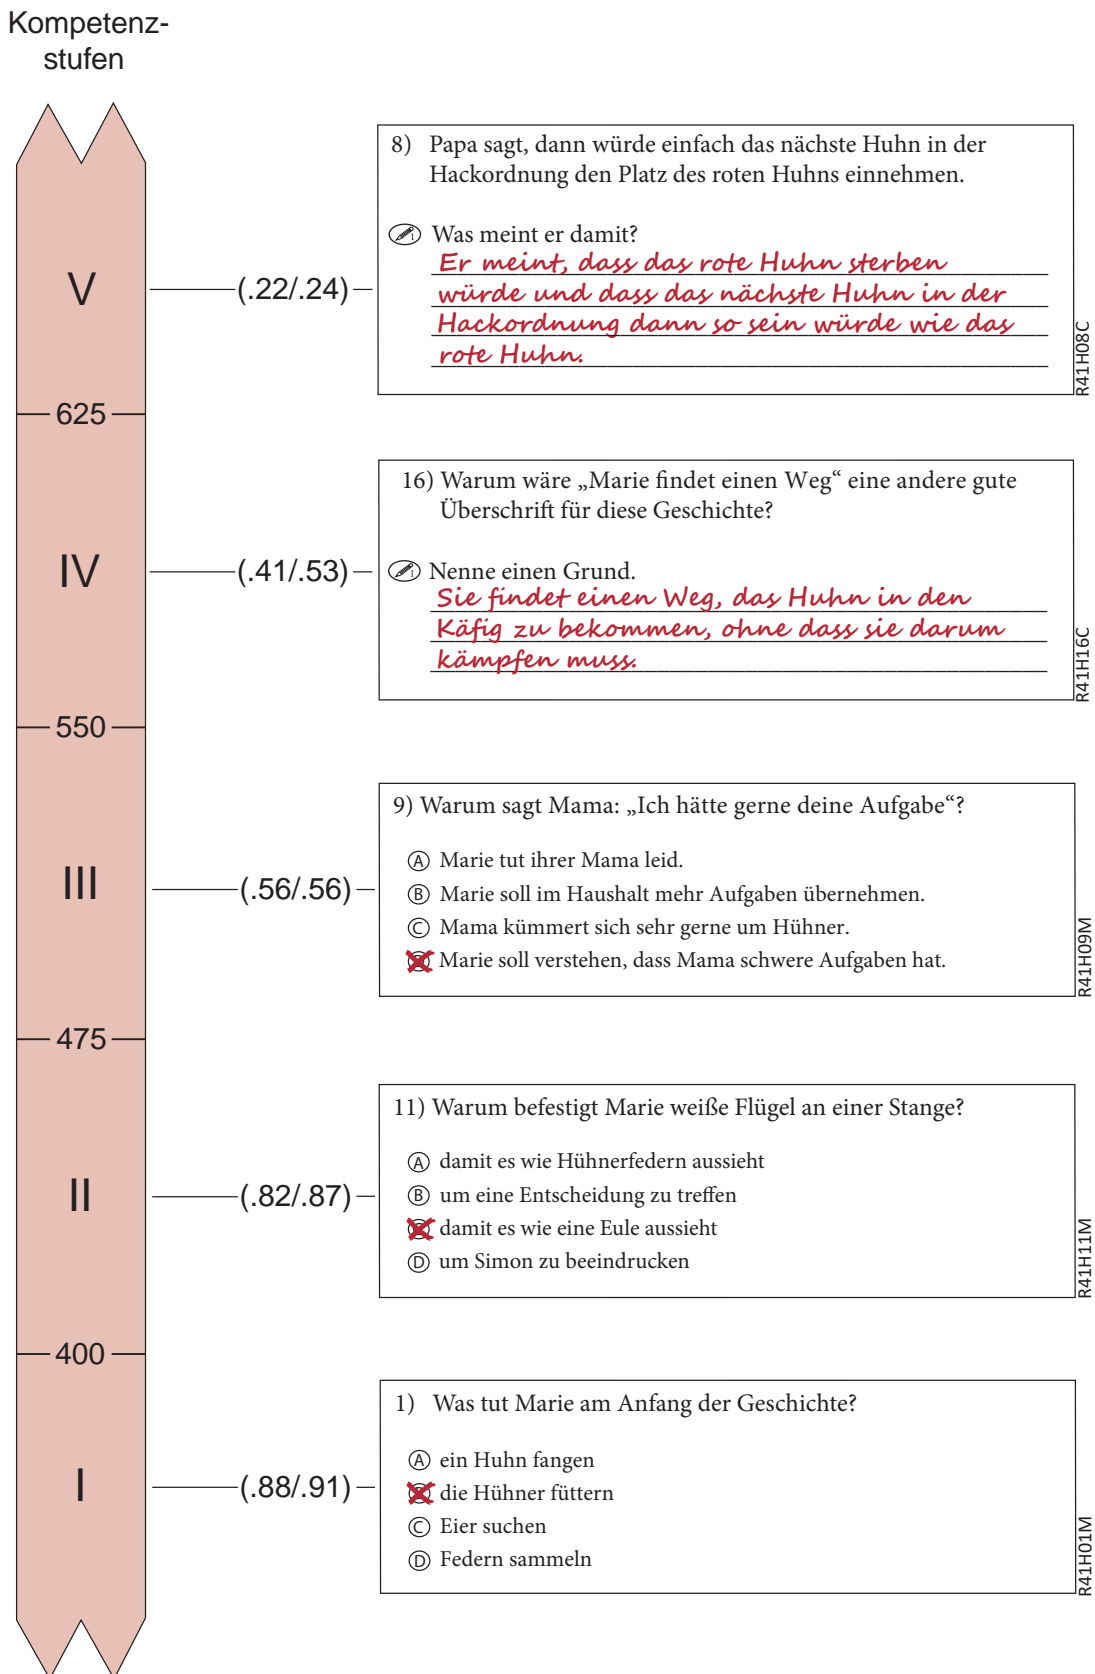 Kompetenz-
stufen
8) Papa sagt, dann würde einfach das nächste Huhn in der
Hackordnung den Platz des roten Huhns einnehmen.
Was meint er damit?
Er meint, dass das rote Huhn sterben
würde und dass das nächste Huhn in der
Hackordnung dann so sein würde wie das
rote Huhn.
R41H08C
V
(.22/.24)
625
16) Warum wäre „Marie findet einen Weg“ eine andere gute
Überschrift für diese Geschichte?
Nenne einen Grund.
Sie findet einen Weg, das Huhn in den
Käfig zu bekommen, ohne dass sie darum
kämpfen muss.
R41H16C
IV
(.41/.53)
550
9) Warum sagt Mama: „Ich hätte gerne deine Aufgabe“?
A Marie tut ihrer Mama leid.
B Marie soll im Haushalt mehr Aufgaben übernehmen.
C Mama kümmert sich sehr gerne um Hühner.
Marie soll verstehen, dass Mama schwere Aufgaben hat.
R41H09M
III
(.56/.56)
475
11) Warum befestigt Marie weiße Flügel an einer Stange?
A damit es wie Hühnerfedern aussieht
B um eine Entscheidung zu treffen
damit es wie eine Eule aussieht
D um Simon zu beeindrucken
R41H11M
II
(.82/.87)
400
1) Was tut Marie am Anfang der Geschichte?
A ein Huhn fangen
die Hühner füttern
C Eier suchen
D Federn sammeln
R41H01M
I
(.88/.91)